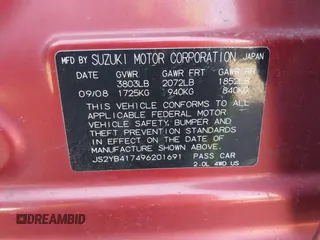 MFD BY SUZUKI MOTOR CORPORATION JAPAN
GVWR GAWR FRT GAWR RR
3803LB 2072LB 1852LB
09/08 1725KG 940KG 840KG
THIS VEHICLE CONFORMS TO ALL
APPLICABLE FEDERAL MOTOR
VEHICLE SAFETY, BUMPER AND
THEFT PREVENTION STANDARDS
IN EFFECT ON THE DATE OF
MANUFACTURE SHOWN ABOVE.
JS2YB417496201691 PASS CAR
2.0L 4WD US
DREAMBID